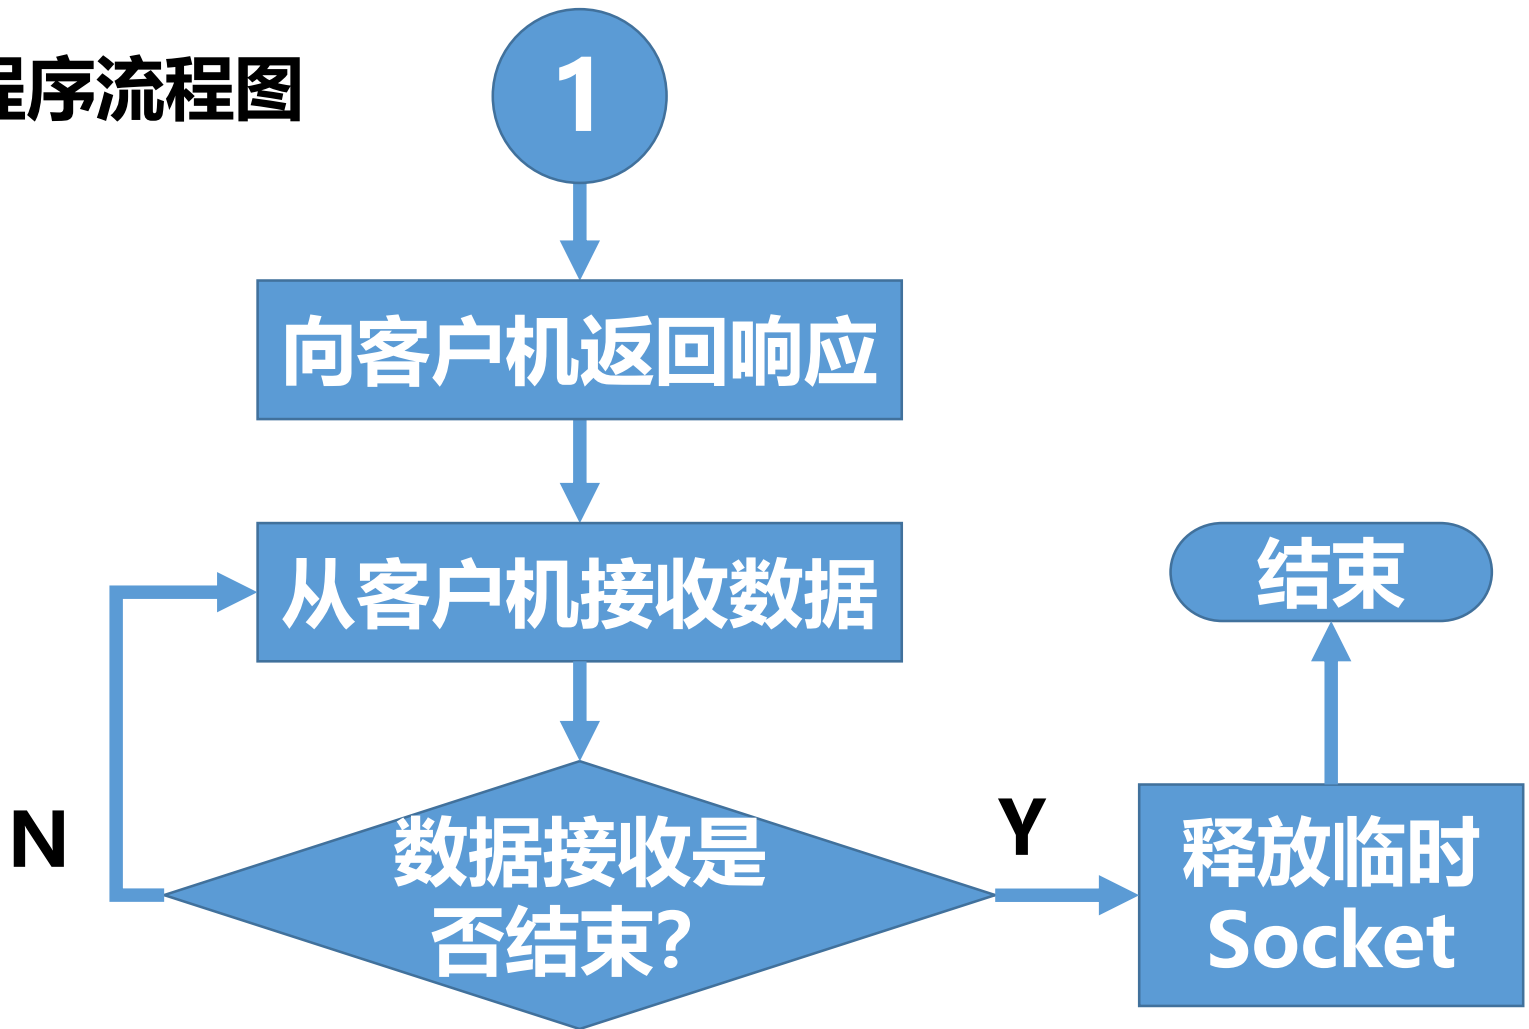 程序流程图
1
向客户机返回响应
从客户机接收数据
结束
N
Y
数据接收是
否结束？
释放临时
Socket